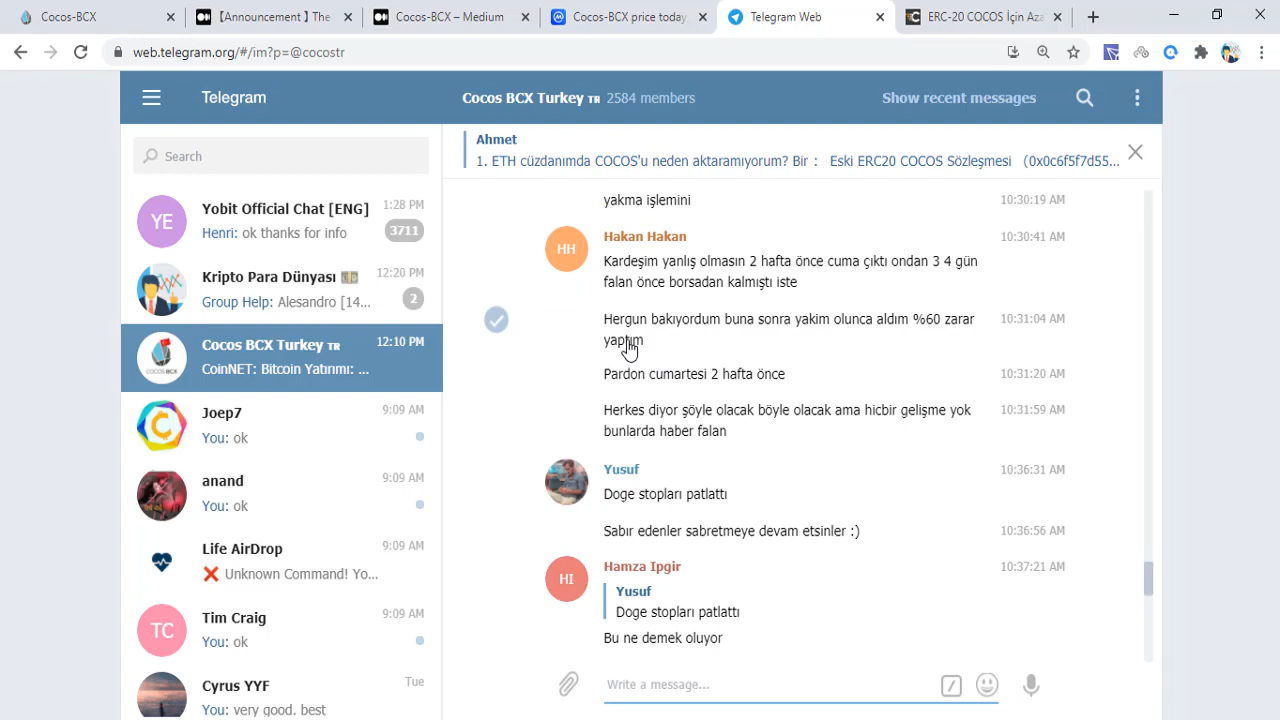 Cocos-BCX
【Announcement】The
Cocos-BCX – Medium
Cocos-BCX price today,
Telegram Web
ERC-20 COCOS İçin Aza
web.telegram.org/#/im?p=@cocostr
Telegram
Cocos BCX Turkey TR 2584 members
Show recent messages
Search
YE
Yobit Official Chat [ENG]
1:28 PM
Henri: ok thanks for info
3711
Kripto Para Dünyası
12:20 PM
Group Help: Alesandro [14...
2
COCOS-BCX
Cocos BCX Turkey TR
12:10 PM
CoinNET: Bitcoin Yatırımı: ...
Joep7
9:09 AM
You: ok
anand
9:09 AM
You: ok
Life AirDrop
9:09 AM
❌ Unknown Command! Yo...
TC
Tim Craig
9:09 AM
You: ok
Cyrus YYF
Tue
You: very good. best
Ahmet
1. ETH cüzdanımda COCOS'u neden aktaramıyorum? Bir : Eski ERC20 COCOS Sözleşmesi (0x0c6f5f7d55...
yakma işlemini
10:30:19 AM
HH
Hakan Hakan
10:30:41 AM
Kardeşim yanlış olmasın 2 hafta önce cuma çıktı ondan 3 4 gün
falan önce borsadan kalmıştı iste
Hergun bakıyordum buna sonra yakim olunca aldım %60 zarar
10:31:04 AM
yaptım
Pardon cumartesi 2 hafta önce
10:31:20 AM
Herkes diyor şöyle olacak böyle olacak ama hicbir gelişme yok
10:31:59 AM
bunlarda haber falan
Yusuf
10:36:31 AM
Doge stopları patlattı
Sabır edenler sabretmeye devam etsinler :)
10:36:56 AM
HI
Hamza Ipgir
10:37:21 AM
Yusuf
Doge stopları patlattı
Bu ne demek oluyor
Write a message...